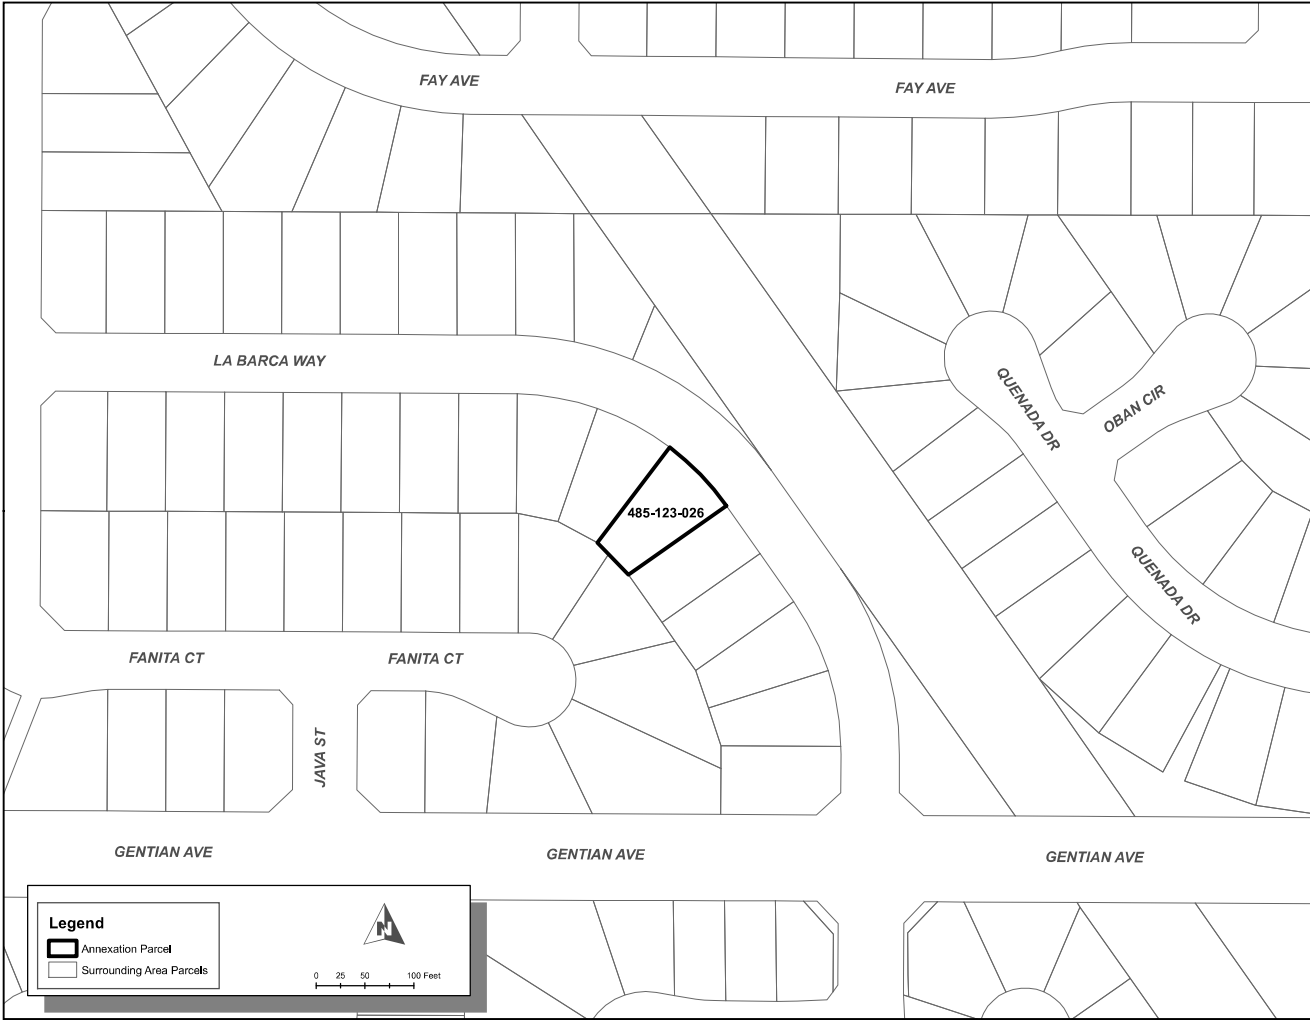 FAY AVE
FAY AVE
LA BARCA WAY
QUENADA DR
OBAN CIR
485-123-026
QUENADA DR
FANITA CT
FANITA CT
JAVA ST
GENTIAN AVE
GENTIAN AVE
GENTIAN AVE
Legend
Annexation Parcel
Surrounding Area Parcels
N
0 25 50 100 Feet